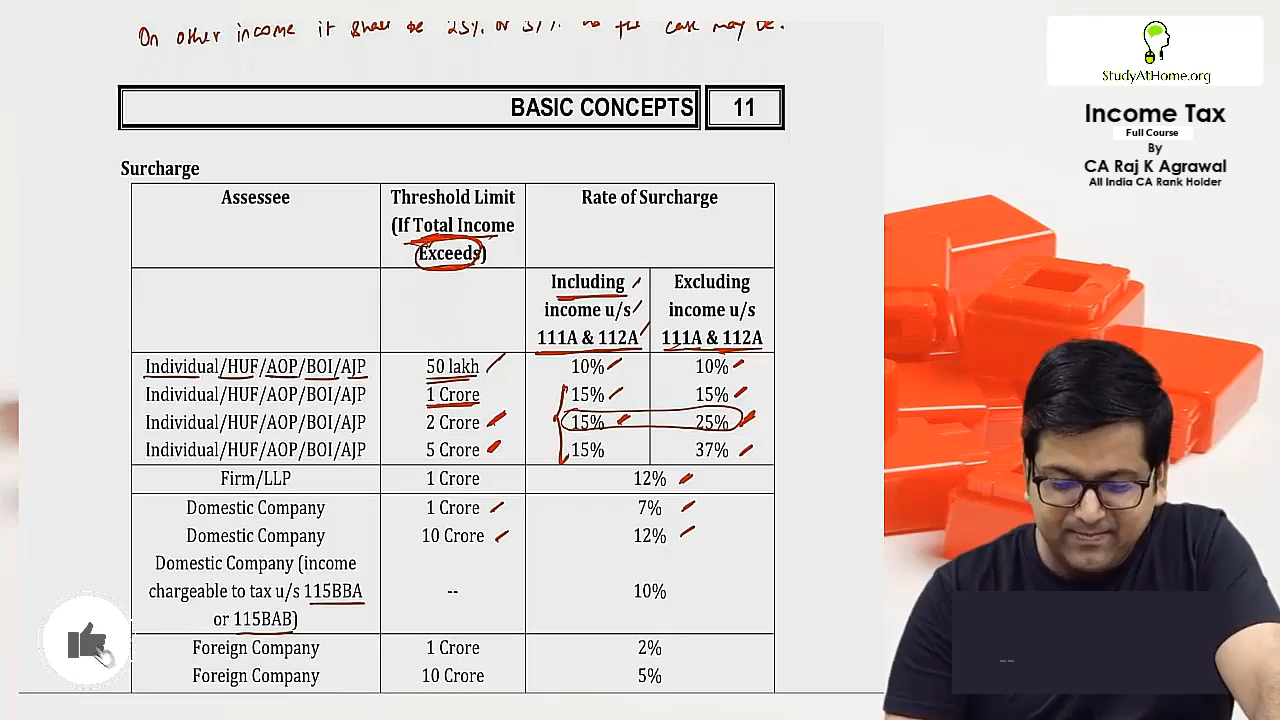 On other income it shall be 25% or 37% as the case may be.
StudyAtHome.org
Income Tax
Full Course
By
CA Raj K Agrawal
All India CA Rank Holder
BASIC CONCEPTS 11
Surcharge
Assessee Threshold Limit (If Total Income Exceeds) Rate of Surcharge
Including income u/s 111A & 112A Excluding income u/s 111A & 112A
Individual/HUF/AOP/BOI/AJP 50 lakh 10% 10%
Individual/HUF/AOP/BOI/AJP 1 Crore 15% 15%
Individual/HUF/AOP/BOI/AJP 2 Crore 15% 25%
Individual/HUF/AOP/BOI/AJP 5 Crore 15% 37%
Firm/LLP 1 Crore 12%
Domestic Company 1 Crore 7%
Domestic Company 10 Crore 12%
Domestic Company (income
chargeable to tax u/s 115BBA -- 10%
or 115BAB)
Foreign Company 1 Crore 2%
Foreign Company 10 Crore 5%
--